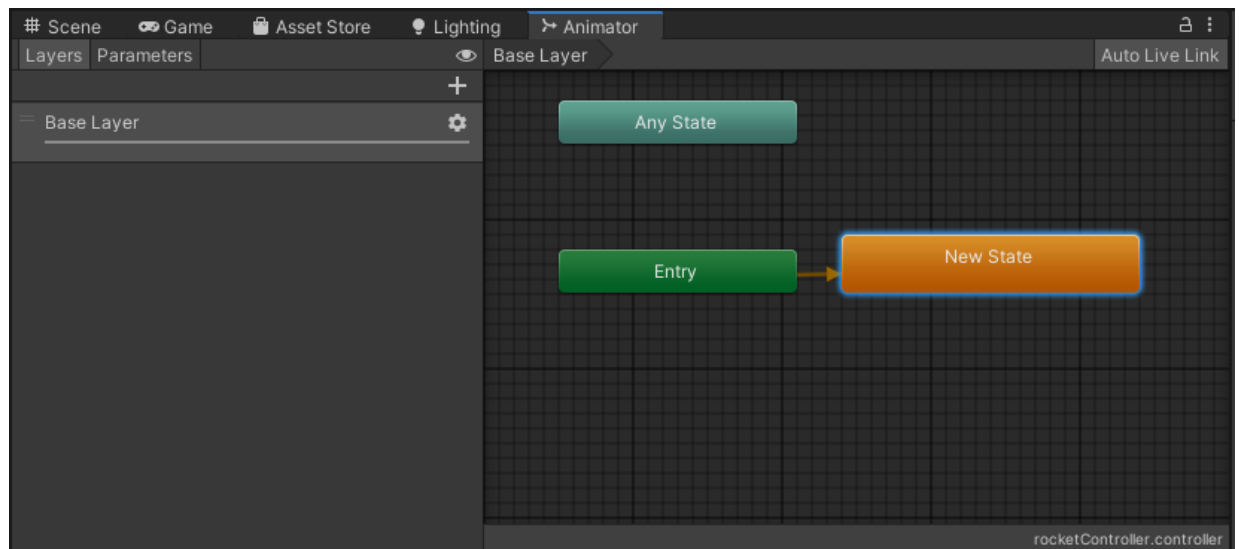 Scene Game Asset Store Lighting Animator
Layers Parameters Base Layer Auto Live Link
Base Layer
Any State
New State
Entry
rocketController.controller